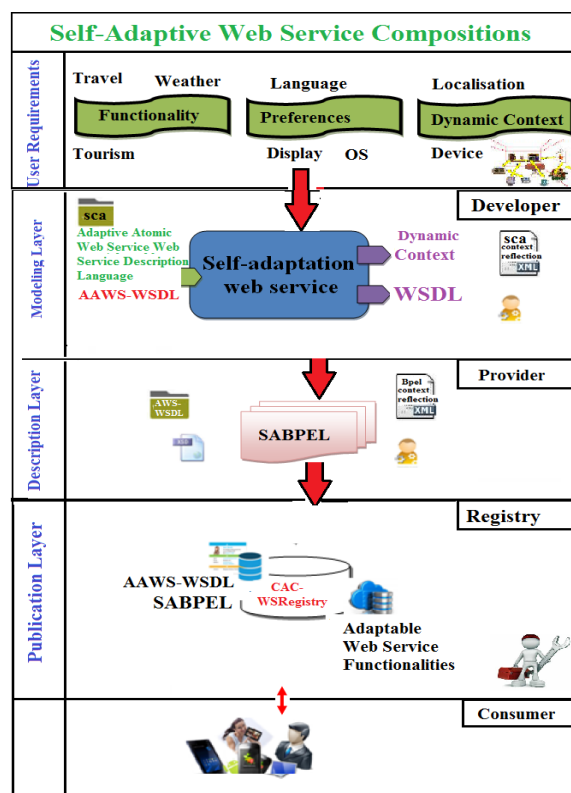 Self-Adaptive Web Service Compositions
User Requirements
Travel
Weather
Language
Localisation
Functionality
Preferences
Dynamic Context
Tourism
Display
OS
Device
Modeling Layer
Developer
sca
Adaptive Atomic
Web Service Web
Service Description
Language
AAWS-WSDL
Self-adaptation
web service
Dynamic
Context
WSDL
sca
context
reflection
XML
Description Layer
Provider
AWS-
WSDL
SABPEL
Bpel
context
reflection
XML
Publication Layer
Registry
AAWS-WSDL
SABPEL
CAC-
WSRegistry
Adaptable
Web Service
Functionalities
Consumer